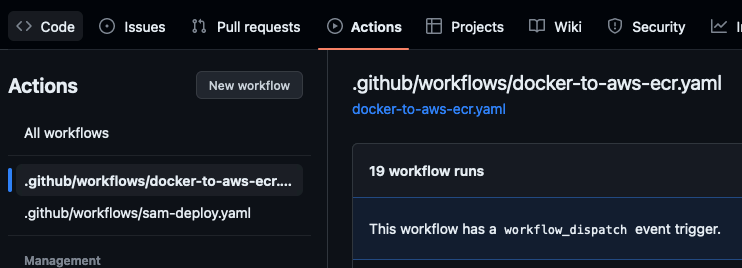 Code Issues Pull requests Actions Projects Wiki Security
Actions
New workflow
All workflows
.github/workflows/docker-to-aws-ecr....
.github/workflows/sam-deploy.yaml
Management
.github/workflows/docker-to-aws-ecr.yaml
docker-to-aws-ecr.yaml
19 workflow runs
This workflow has a workflow_dispatch event trigger.